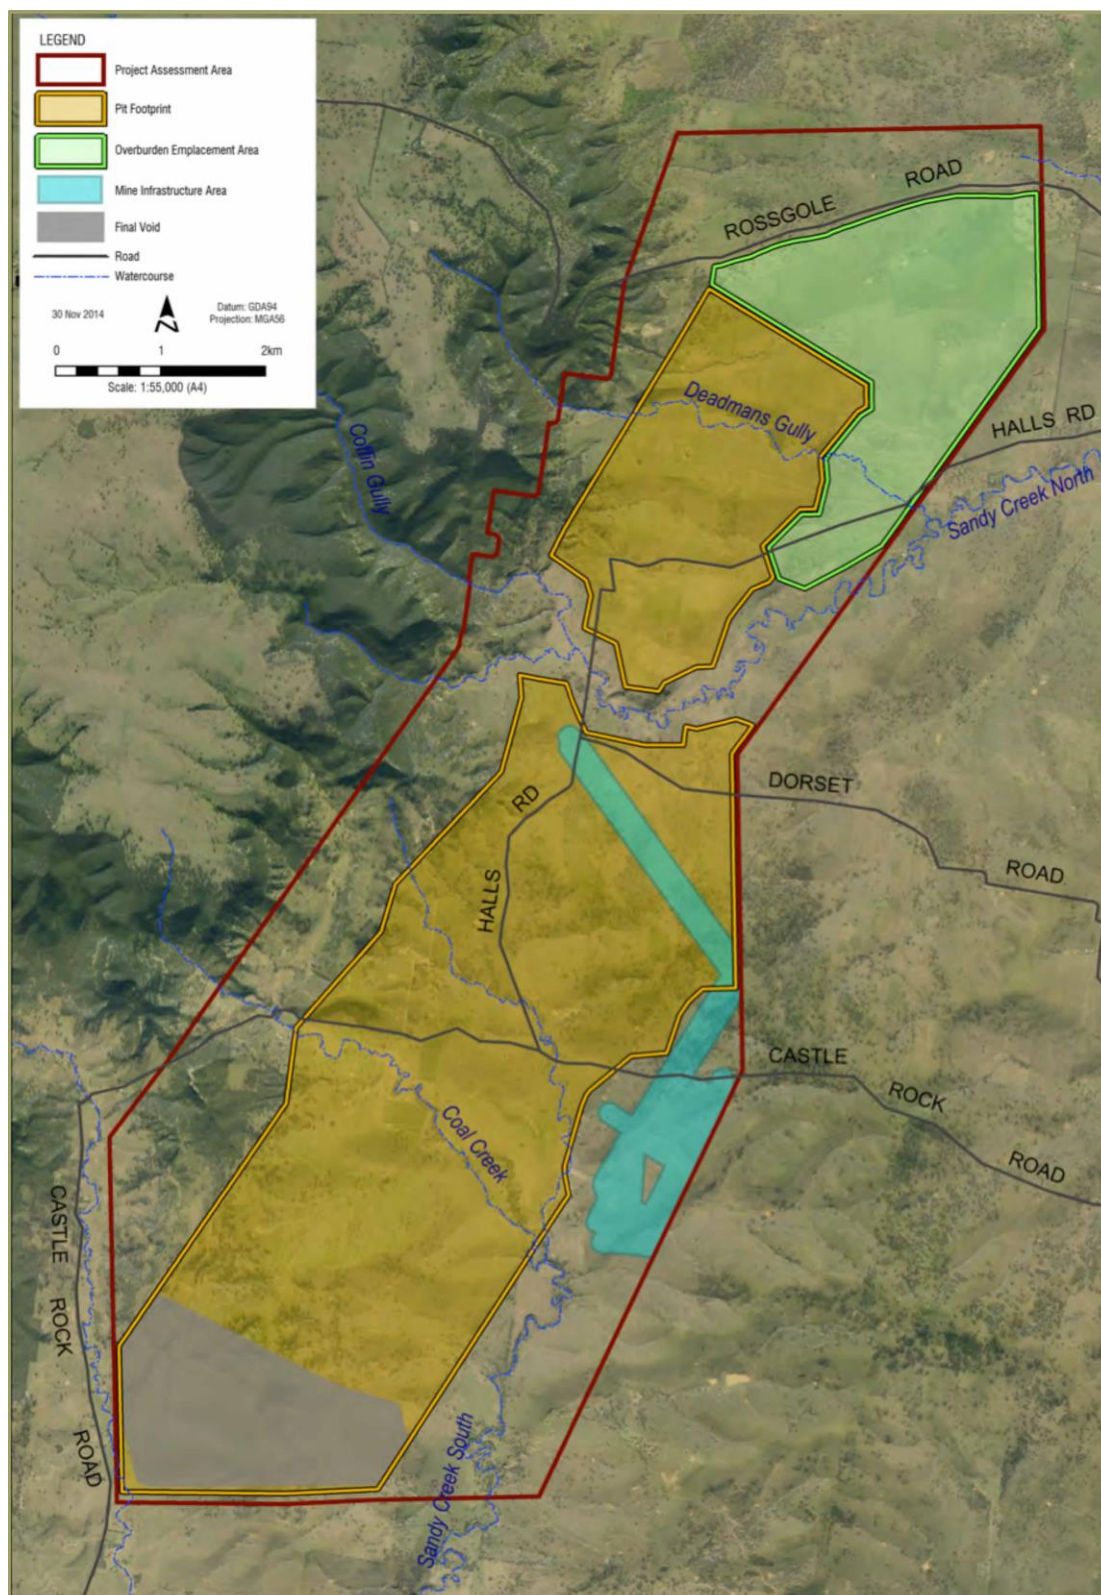 LEGEND
Project Assessment Area
Pit Footprint
Overburden Emplacement Area
Mine Infrastructure Area
Final Void
Road
Watercourse
30 Nov 2014
N
Datum: GDA94
Projection: MGA56
0 1 2km
Scale: 1:55,000 (A4)
ROSSGOLE ROAD
Deadmans Gully
HALLS RD
Coffin Gully
Sandy Creek North
DORSET ROAD
HALLS RD
CASTLE ROCK ROAD
Coal Creek
CASTLE ROCK ROAD
Sandy Creek South